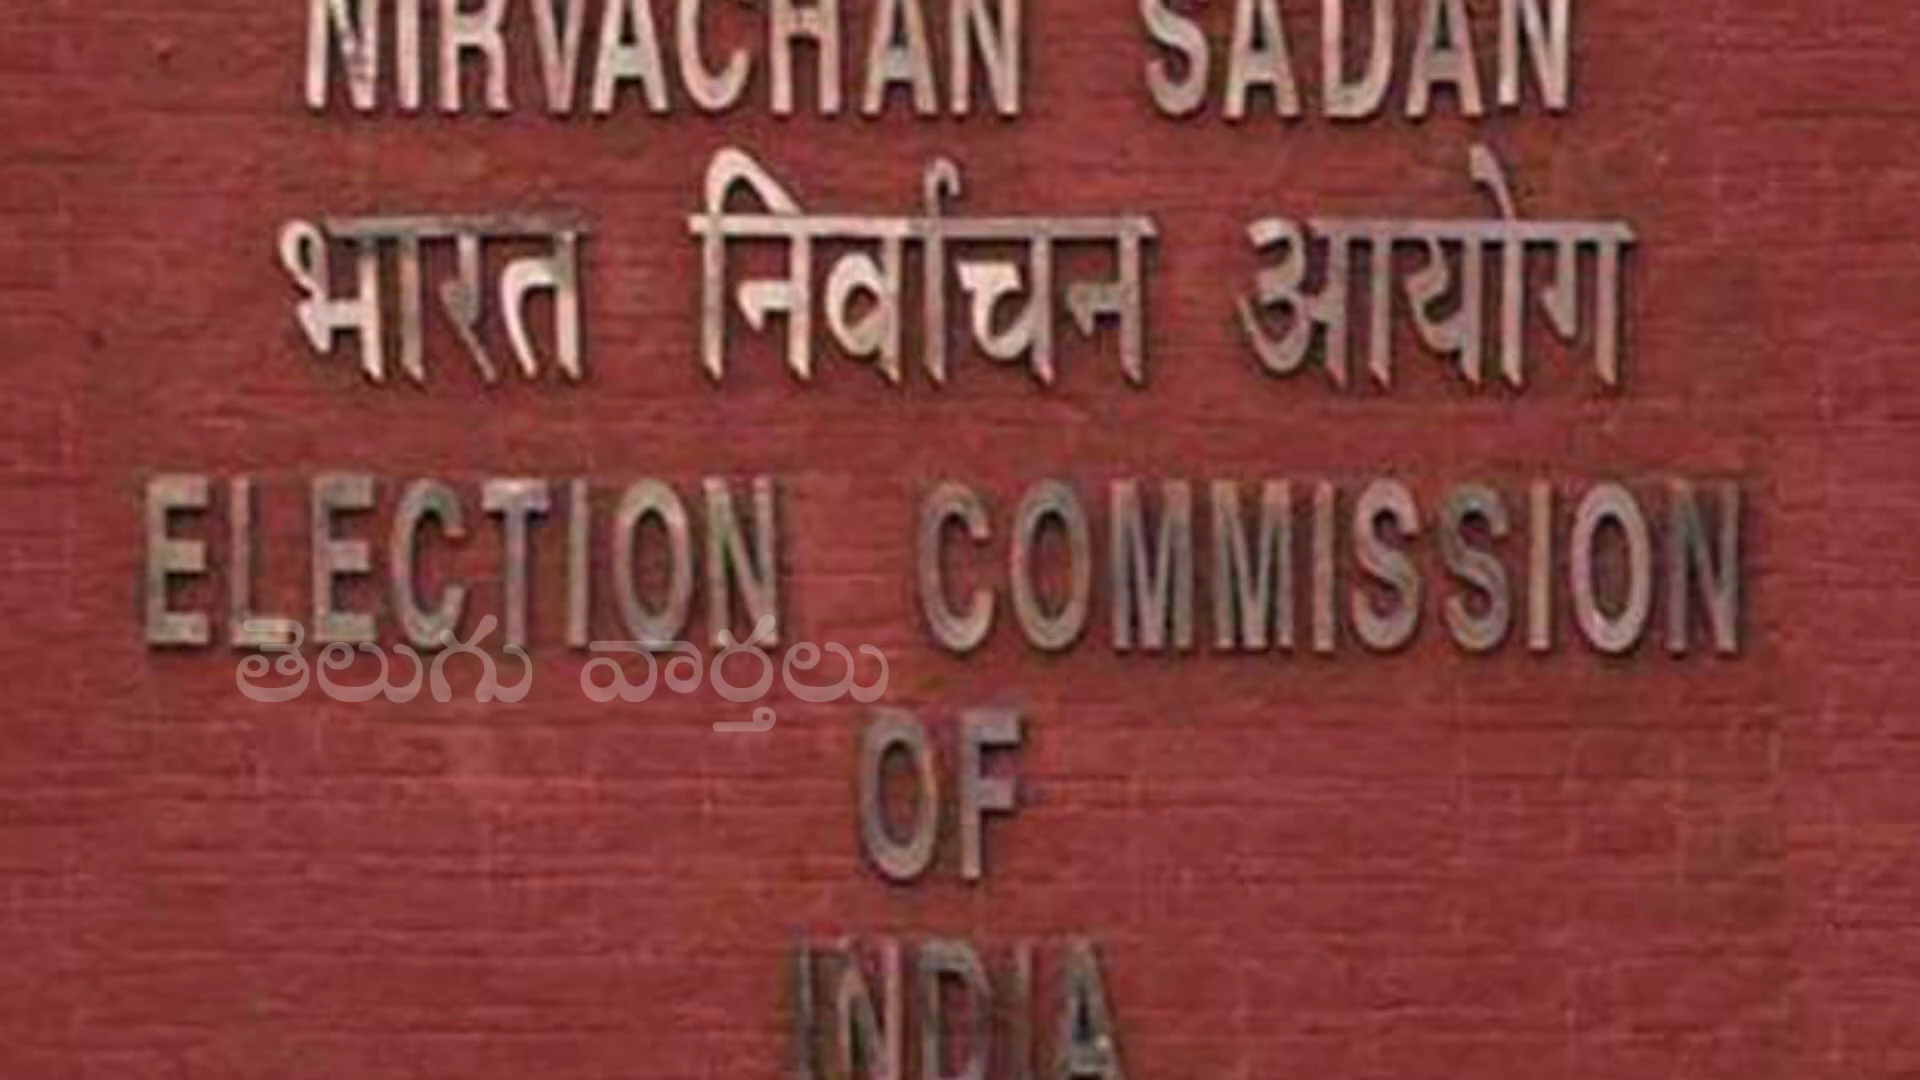 NIRVACHAN SADAN
भारत निर्वाचन आयोग
ELECTION COMMISSION
తెలుగు వార్తలు
OF
INDIA